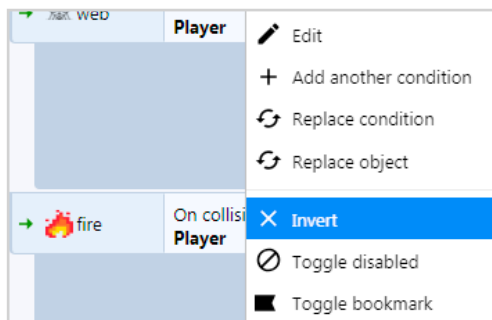 web
Player
fire
On collisi
Player
Edit
Add another condition
Replace condition
Replace object
Invert
Toggle disabled
Toggle bookmark